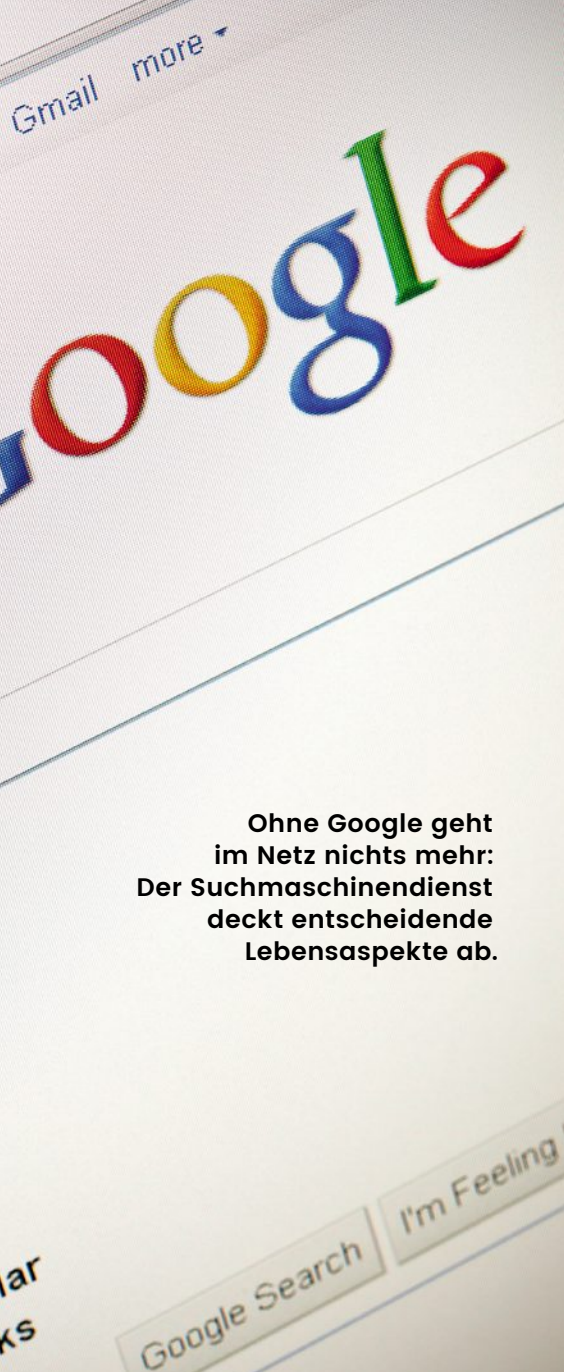 Gmail more
Google
Ohne Google geht
im Netz nichts mehr:
Der Suchmaschinendienst
deckt entscheidende
Lebensaspekte ab.
I'm Feeling
Google Search